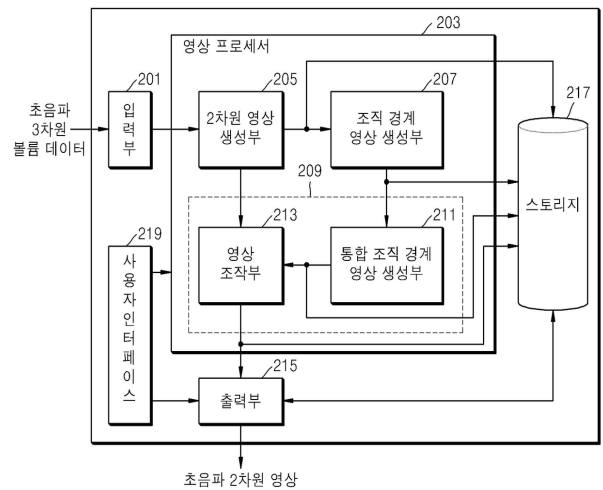 203
영상 프로세서
201
205
207
217
초음파
3차원
볼륨 데이터
입
력
부
2차원 영상
생성부
조직 경계
영상 생성부
스토리지
209
219
213
211
사
용
자
인
터
페
이
스
영상
조작부
통합 조직 경계
영상 생성부
215
출력부
초음파 2차원 영상